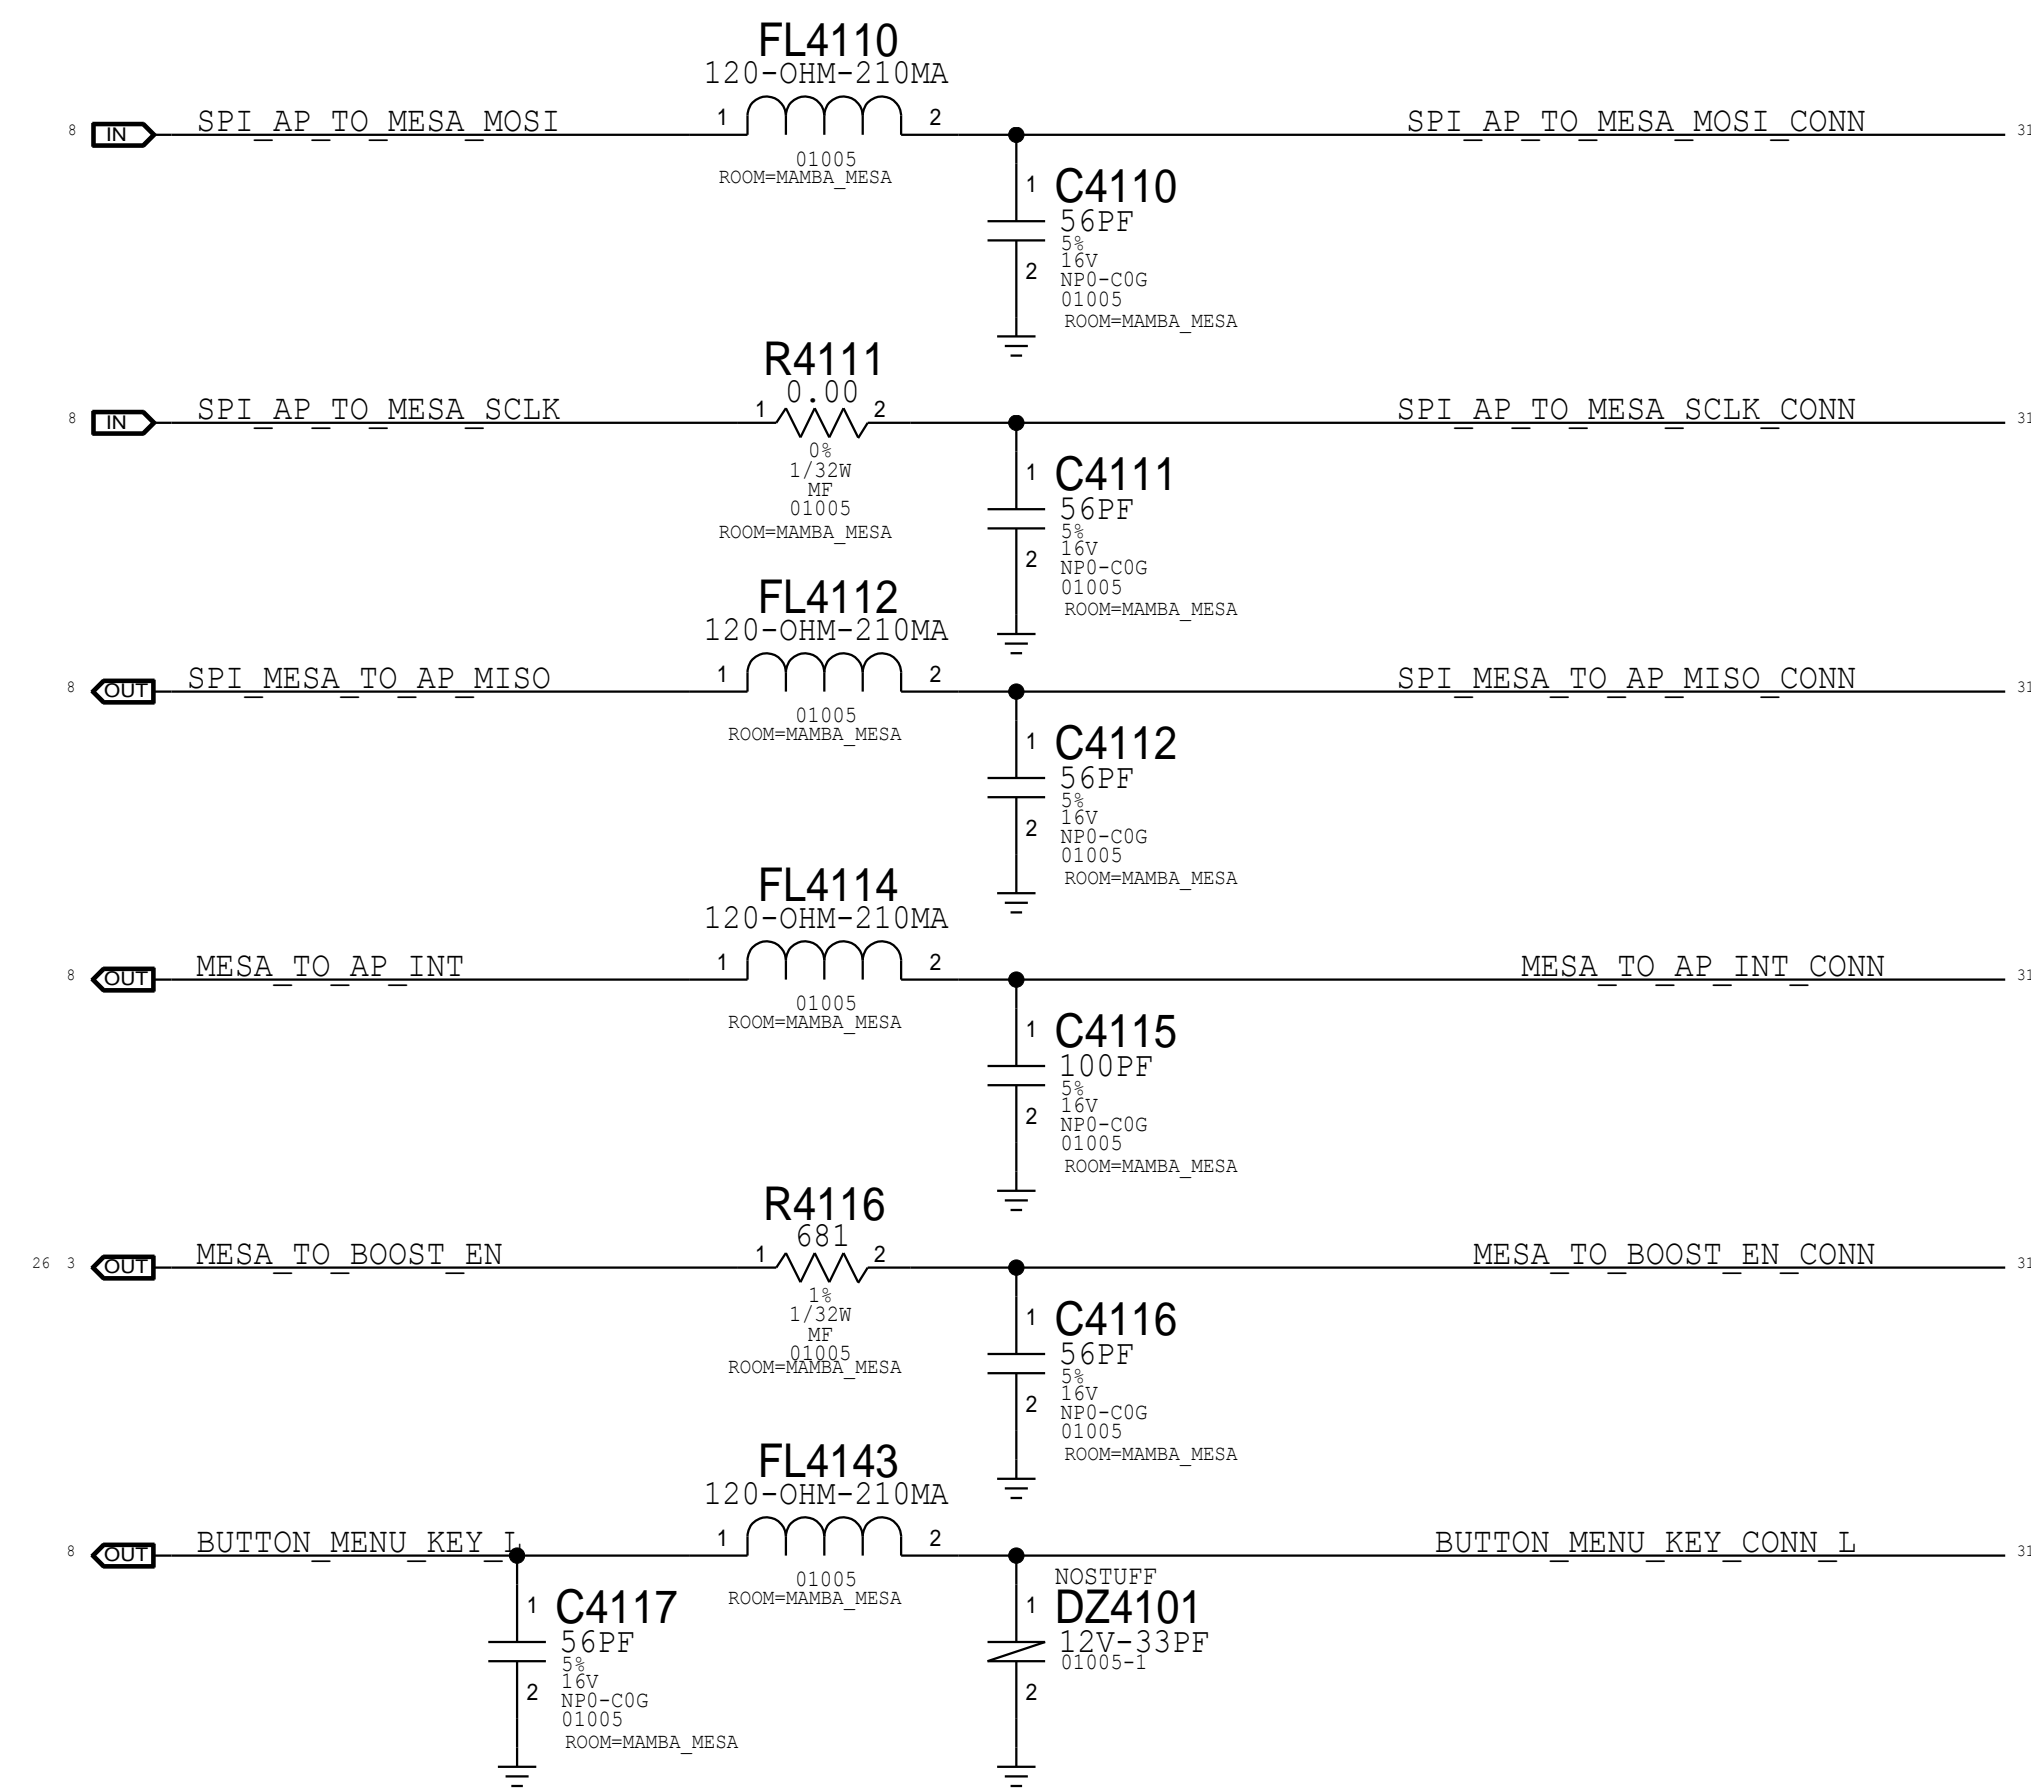 FL4110
120-OHM-210MA
8 IN SPI_AP_TO_MESA_MOSI 1 2 SPI_AP_TO_MESA_MOSI_CONN 31
01005
ROOM=MAMBA_MESA
1 C4110
56PF
5%
16V
2 NP0-C0G
01005
ROOM=MAMBA_MESA
R4111
0.00
8 IN SPI_AP_TO_MESA_SCLK 1 2 SPI_AP_TO_MESA_SCLK_CONN 31
0%
1/32W
MF
01005
ROOM=MAMBA_MESA
1 C4111
56PF
5%
16V
2 NP0-C0G
01005
ROOM=MAMBA_MESA
FL4112
120-OHM-210MA
8 OUT SPI_MESA_TO_AP_MISO 1 2 SPI_MESA_TO_AP_MISO_CONN 31
01005
ROOM=MAMBA_MESA
1 C4112
56PF
5%
16V
2 NP0-C0G
01005
ROOM=MAMBA_MESA
FL4114
120-OHM-210MA
8 OUT MESA_TO_AP_INT 1 2 MESA_TO_AP_INT_CONN 31
01005
ROOM=MAMBA_MESA
1 C4115
100PF
5%
16V
2 NP0-C0G
01005
ROOM=MAMBA_MESA
R4116
681
26 3 OUT MESA_TO_BOOST_EN 1 2 MESA_TO_BOOST_EN_CONN 31
1%
1/32W
MF
01005
ROOM=MAMBA_MESA
1 C4116
56PF
5%
16V
2 NP0-C0G
01005
ROOM=MAMBA_MESA
FL4143
120-OHM-210MA
8 OUT BUTTON_MENU_KEY_L 1 2 BUTTON_MENU_KEY_CONN_L 31
01005
ROOM=MAMBA_MESA
1 C4117
56PF
5%
16V
2 NP0-C0G
01005
ROOM=MAMBA_MESA
NOSTUFF
1 DZ4101
12V-33PF
01005-1
2